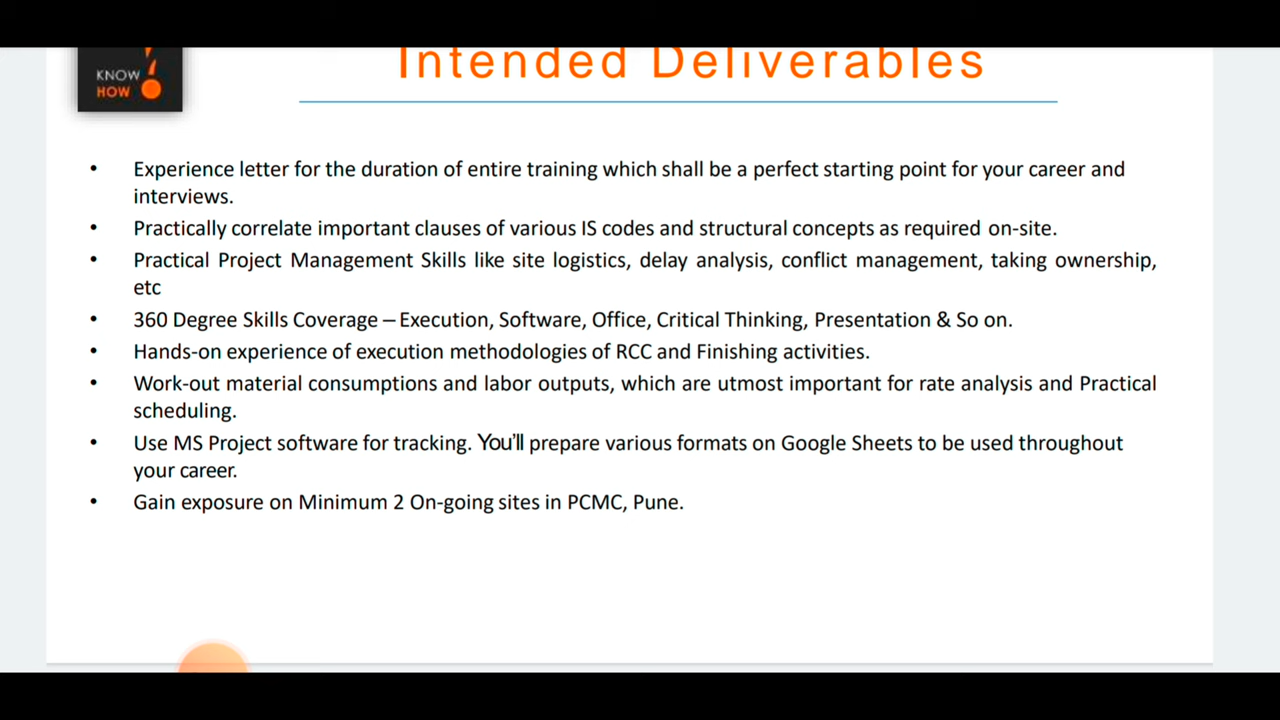 Intended Deliverables
KNOW
HOW
• Experience letter for the duration of entire training which shall be a perfect starting point for your career and
interviews.
• Practically correlate important clauses of various IS codes and structural concepts as required on-site.
• Practical Project Management Skills like site logistics, delay analysis, conflict management, taking ownership,
etc
• 360 Degree Skills Coverage – Execution, Software, Office, Critical Thinking, Presentation & So on.
• Hands-on experience of execution methodologies of RCC and Finishing activities.
• Work-out material consumptions and labor outputs, which are utmost important for rate analysis and Practical
scheduling.
• Use MS Project software for tracking. You'll prepare various formats on Google Sheets to be used throughout
your career.
• Gain exposure on Minimum 2 On-going sites in PCMC, Pune.